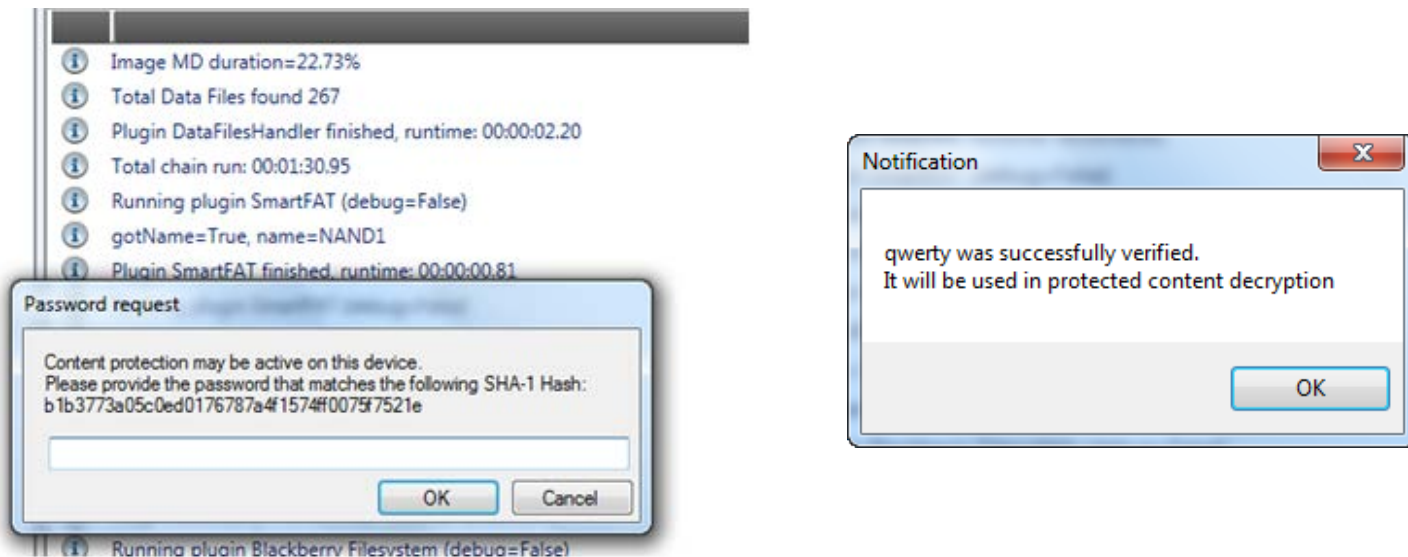 Image MD duration=22.73%
Total Data Files found 267
Plugin DataFilesHandler finished, runtime: 00:00:02.20
Total chain run: 00:01:30.95
Running plugin SmartFAT (debug=False)
gotName=True, name=NAND1
Plugin SmartFAT finished, runtime: 00:00:00.81
Password request
Content protection may be active on this device.
Please provide the password that matches the following SHA-1 Hash:
b1b3773a05c0ed0176787a4f1574ff0075f7521e
OK Cancel
Running plugin Blackberry Filesystem (debug=False)
Notification
qwerty was successfully verified.
It will be used in protected content decryption
OK